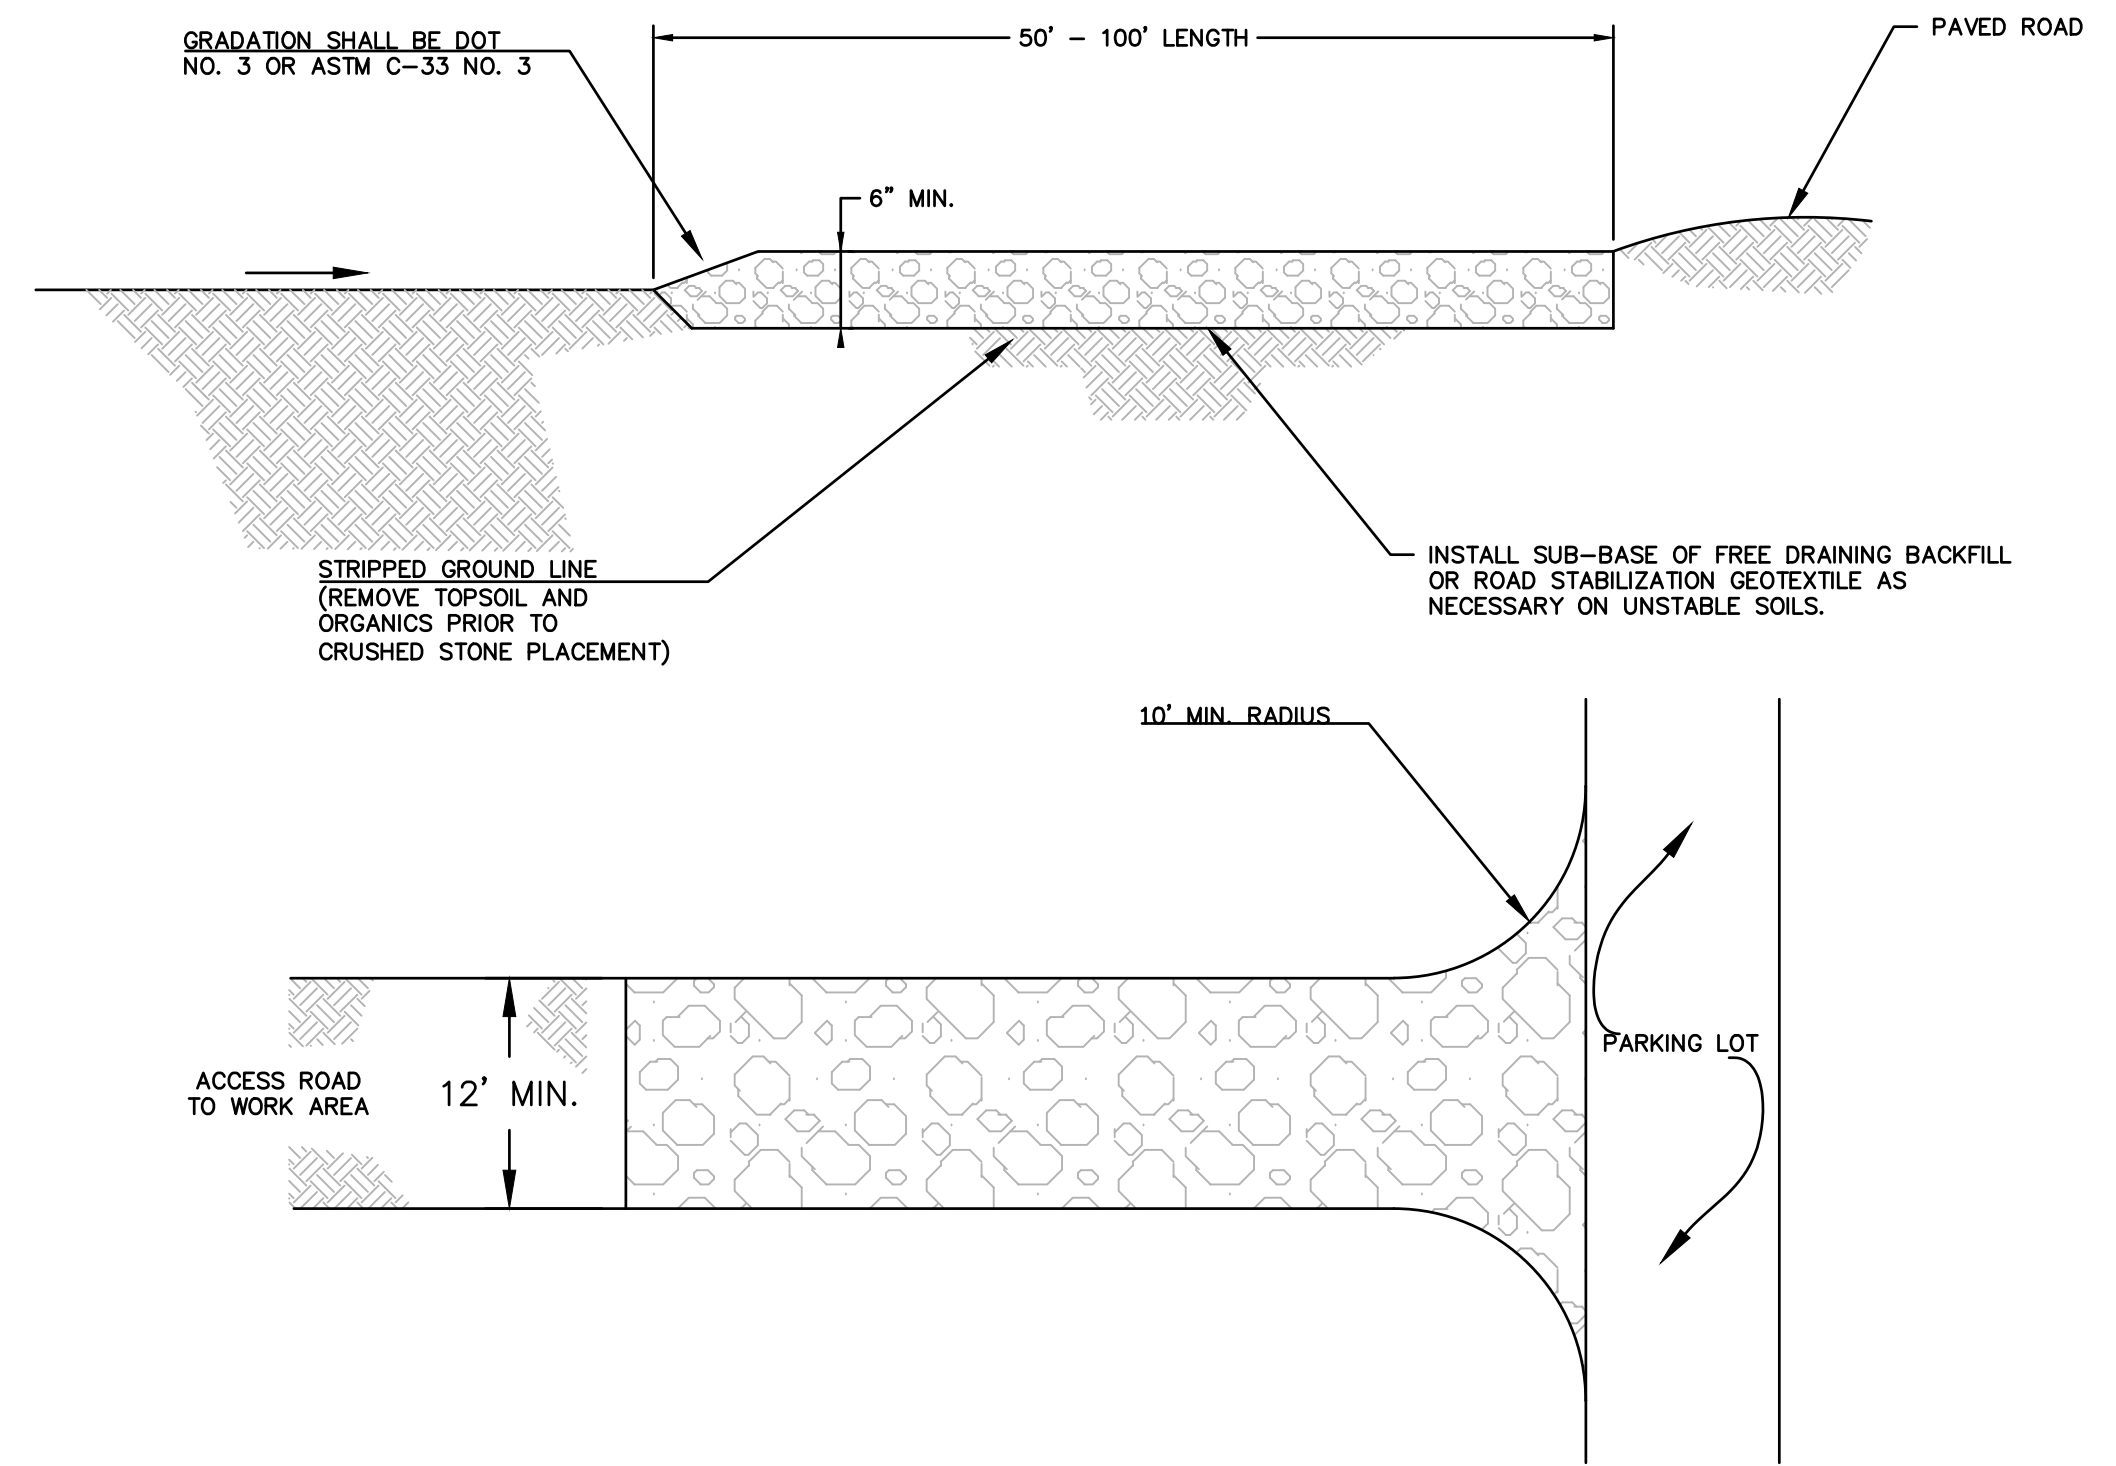 GRADATION SHALL BE DOT
NO. 3 OR ASTM C-33 NO. 3
50' - 100' LENGTH
PAVED ROAD
6" MIN.
STRIPPED GROUND LINE
(REMOVE TOPSOIL AND
ORGANICS PRIOR TO
CRUSHED STONE PLACEMENT)
INSTALL SUB-BASE OF FREE DRAINING BACKFILL
OR ROAD STABILIZATION GEOTEXTILE AS
NECESSARY ON UNSTABLE SOILS.
10' MIN. RADIUS
PARKING LOT
ACCESS ROAD
TO WORK AREA
12' MIN.